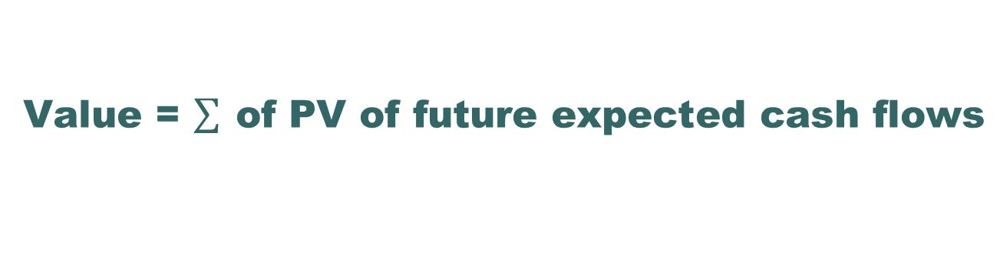 Value = ∑ of PV of future expected cash flows